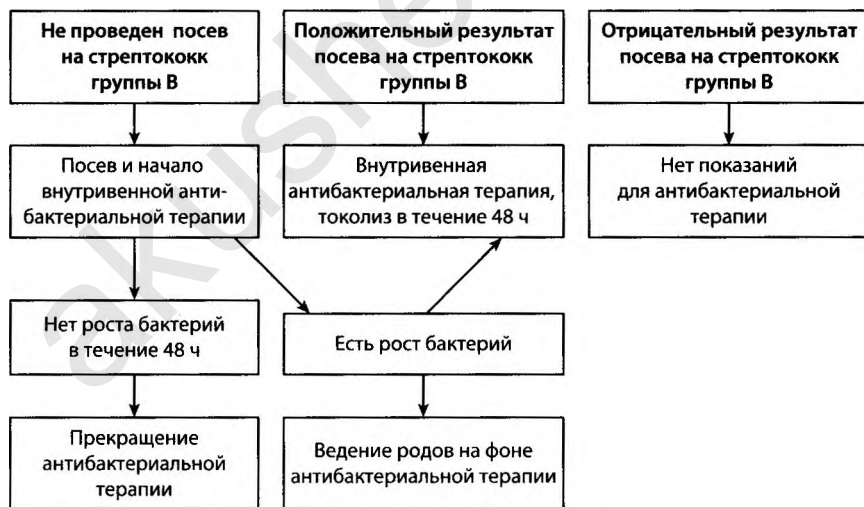 Не проведен посев
на стрептококк
группы В
Положительный результат
посева на стрептококк
группы В
Отрицательный результат
посева на стрептококк
группы В
Посев и начало
внутривенной анти-
бактериальной терапии
Внутривенная
антибактериальная терапия,
токолиз в течение 48 ч
Нет показаний
для антибактериальной
терапии
Нет роста бактерий
в течение 48 ч
Есть рост бактерий
Прекращение
антибактериальной
терапии
Ведение родов на фоне
антибактериальной терапии
akushe